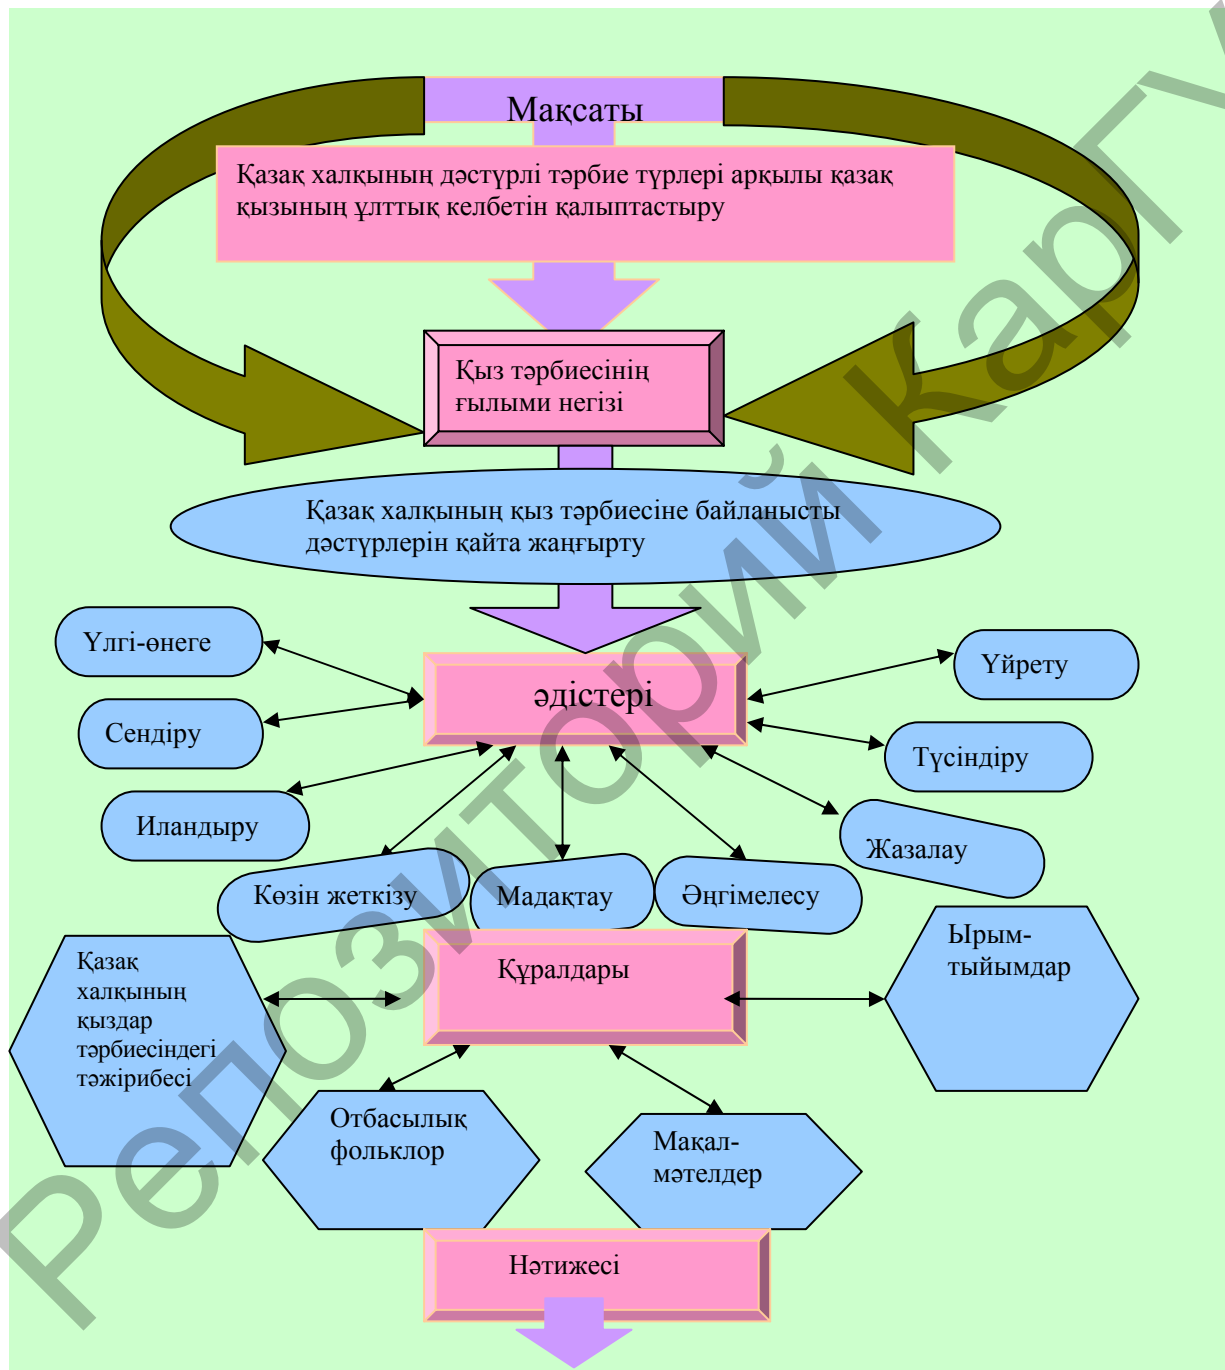 Мақсаты
Қазақ халқының дәстүрлі тәрбие түрлері арқылы қазақ
қызының ұлттық келбетін қалыптастыру
Қыз тәрбиесінің
ғылыми негізі
Қазақ халқының қыз тәрбиесіне байланысты
дәстүрлерін қайта жаңғырту
Үлгі-өнеге
әдістері
Үйрету
Сендіру
Түсіндіру
Иландыру
Жазалау
Көзін жеткізу
Мадақтау
Әңгімелесу
Қазақ
халқының
қыздар
тәрбиесіндегі
тәжірибесі
Құралдары
Ырым-
тыйымдар
Отбасылық
фольклор
Мақал-
мәтелдер
Нәтижесі
Репозиторий КарГУ